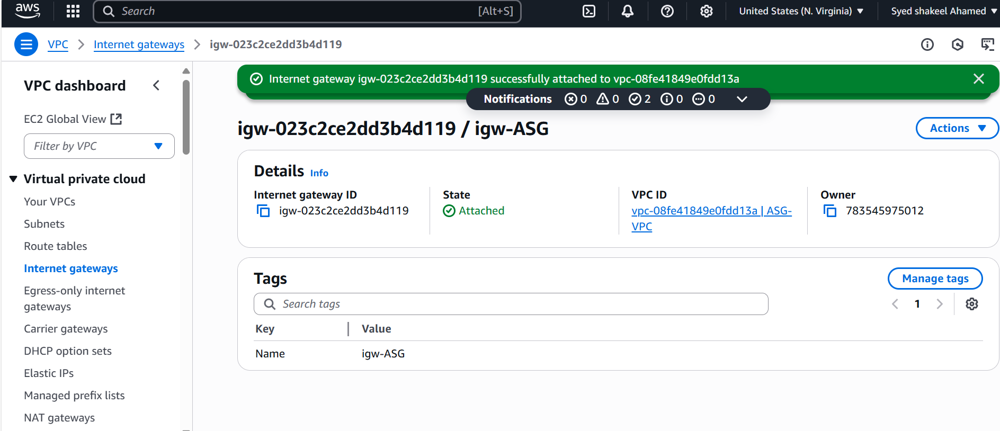 aws
Search [Alt+S]
United States (N. Virginia)
Syed shakeel Ahamed
VPC
Internet gateways
igw-023c2ce2dd3b4d119
VPC dashboard
EC2 Global View
Filter by VPC
Virtual private cloud
Your VPCs
Subnets
Route tables
Internet gateways
Egress-only internet
gateways
Carrier gateways
DHCP option sets
Elastic IPs
Managed prefix lists
NAT gateways
Internet gateway igw-023c2ce2dd3b4d119 successfully attached to vpc-08fe41849e0fdd13a
Notifications 0 0 2 0 0
igw-023c2ce2dd3b4d119 / igw-ASG
Actions
Details Info
Internet gateway ID
igw-023c2ce2dd3b4d119
State
Attached
VPC ID
vpc-08fe41849e0fdd13a | ASG-
VPC
Owner
783545975012
Tags
Manage tags
Search tags
1
Key Value
Name igw-ASG